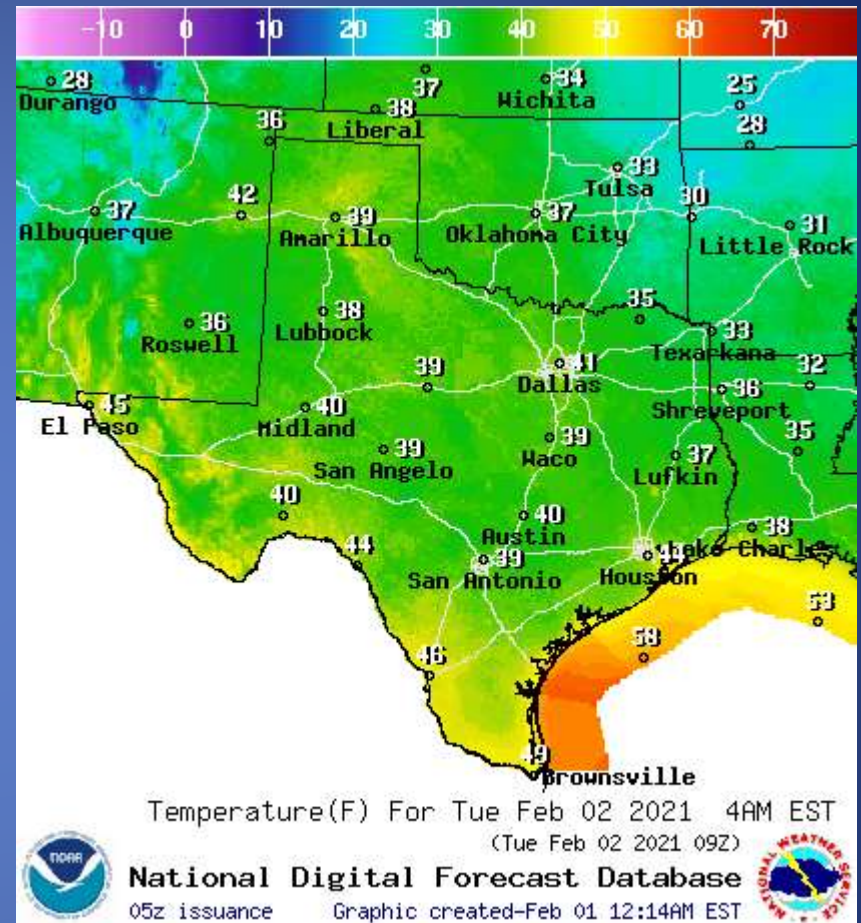 -10 0 10 20 30 40 50 60 70
28 Durango
37
34 Wichita
25
38 Liberal
36
28
33 Tulsa
37 Albuquerque
42
39 Amarillo
37 Oklahoma City
30
31 Little Rock
36 Roswell
38 Lubbock
35
33 Texarkana
45 El Paso
40 Midland
39
41 Dallas
36 Shreveport
32
39 San Angelo
39 Waco
37 Lufkin
35
40
40 Austin
38
44
39 San Antonio
44 Houston
Lake Charles
53
58
46
49 Brownsville
Temperature(F) For Tue Feb 02 2021 4AM EST
(Tue Feb 02 2021 09Z)
NOAA
National Digital Forecast Database
05z issuance Graphic created-Feb 01 12:14AM EST